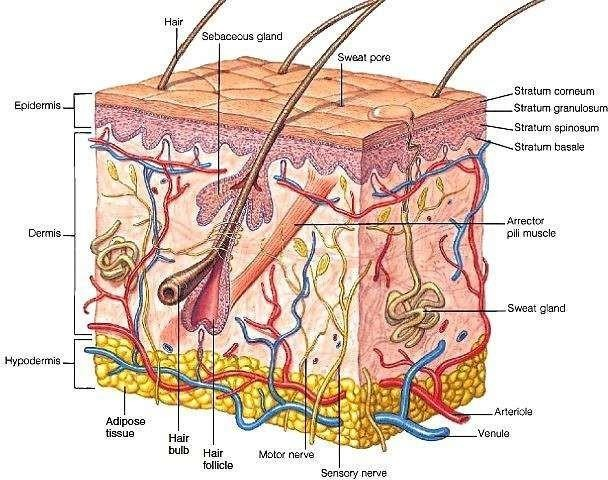 Hair
Sebaceous gland
Sweat pore
Stratum corneum
Epidermis
Stratum granulosum
Stratum spinosum
Stratum basale
Dermis
Arrector
pili muscle
Sweat gland
Hypodermis
Arteriole
Adipose
tissue
Venule
Hair
bulb
Hair
follicle
Motor nerve
Sensory nerve